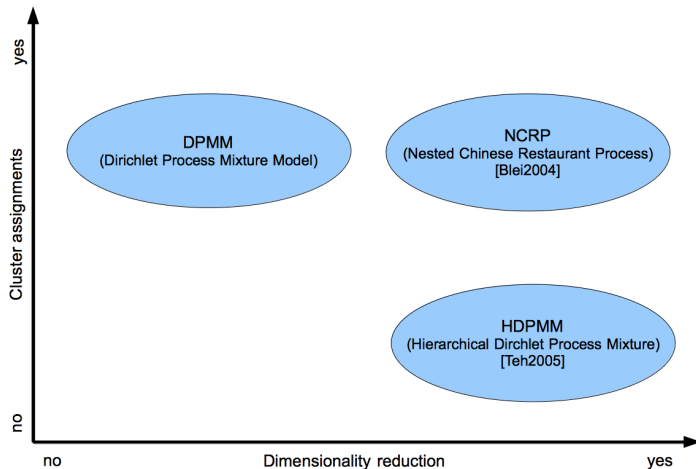 yes
Cluster assignments
no
DPMM
(Dirichlet Process Mixture Model)
NCRP
(Nested Chinese Restaurant Process)
[Blei2004]
HDPMM
(Hierarchical Dirchlet Process Mixture)
[Teh2005]
no
Dimensionality reduction
yes